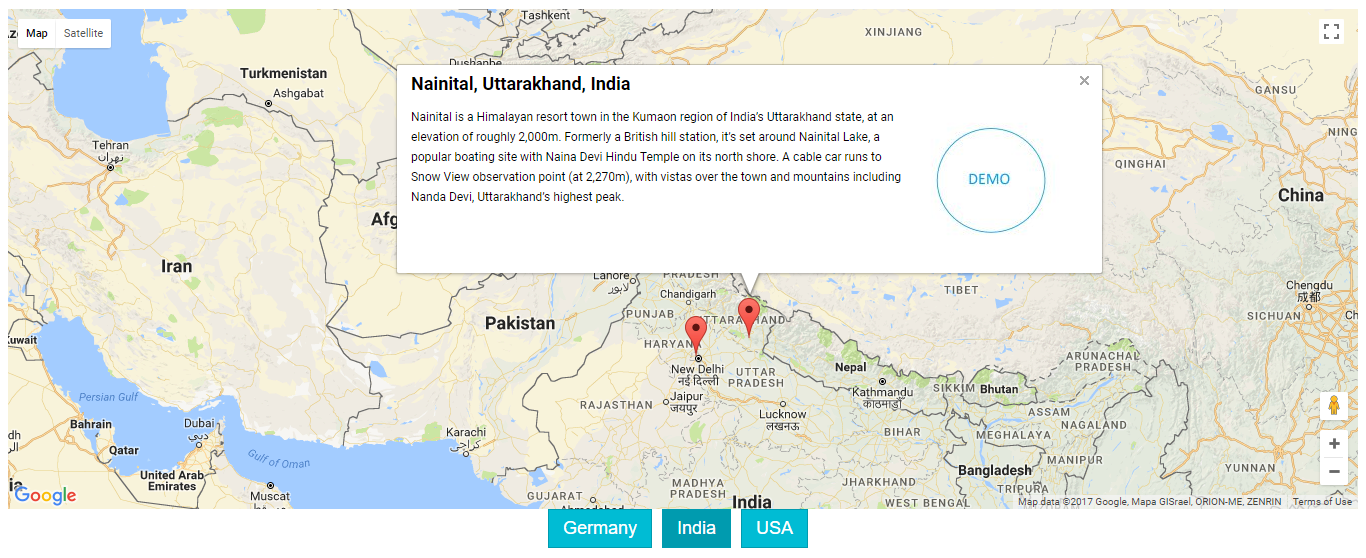 Tashkent
Map
Satellite
XINJIANG
Dushanbe
Turkmenistan
Ashgabat
GANSU
Nainital, Uttarakhand, India
Nainital is a Himalayan resort town in the Kumaon region of India's Uttarakhand state, at an
elevation of roughly 2,000m. Formerly a British hill station, it's set around Nainital Lake, a
popular boating site with Naina Devi Hindu Temple on its north shore. A cable car runs to
Snow View observation point (at 2,270m), with vistas over the town and mountains including
Nanda Devi, Uttarakhand's highest peak.
DEMO
NING
Tehran
تهران
QINGHAI
China
Afg
Iran
Lahore
لاہور
PRADESH
Chandigarh
TIBET
Chengdu
成都
PUNJAB
UTTARAKHAND
SICHUAN
Ch
Pakistan
Kuwait
HARYANA
New Delhi
नई दिल्ली
UTTAR
PRADESH
Nepal
ARUNACHAL
PRADESH
Kathmandu
काठमाडौं
SIKKIM
Bhutan
Persian Gulf
RAJASTHAN
Jaipur
जयपुर
Lucknow
लखनऊ
ASSAM
NAGALAND
Bahrain
Dubai
دبي
Karachi
کراچی
BIHAR
MEGHALAYA
Qatar
Gulf of Oman
MANIPUR
United Arab
Emirates
Bangladesh
YUNNAN
Muscat
MADHYA
PRADESH
JHARKHAND
TRIPURA
GUJARAT
India
WEST BENGAL
Ahmedabad
Google
Map data ©2017 Google, Mapa GISrael, ORION-ME, ZENRIN
Terms of Use
Germany
India
USA